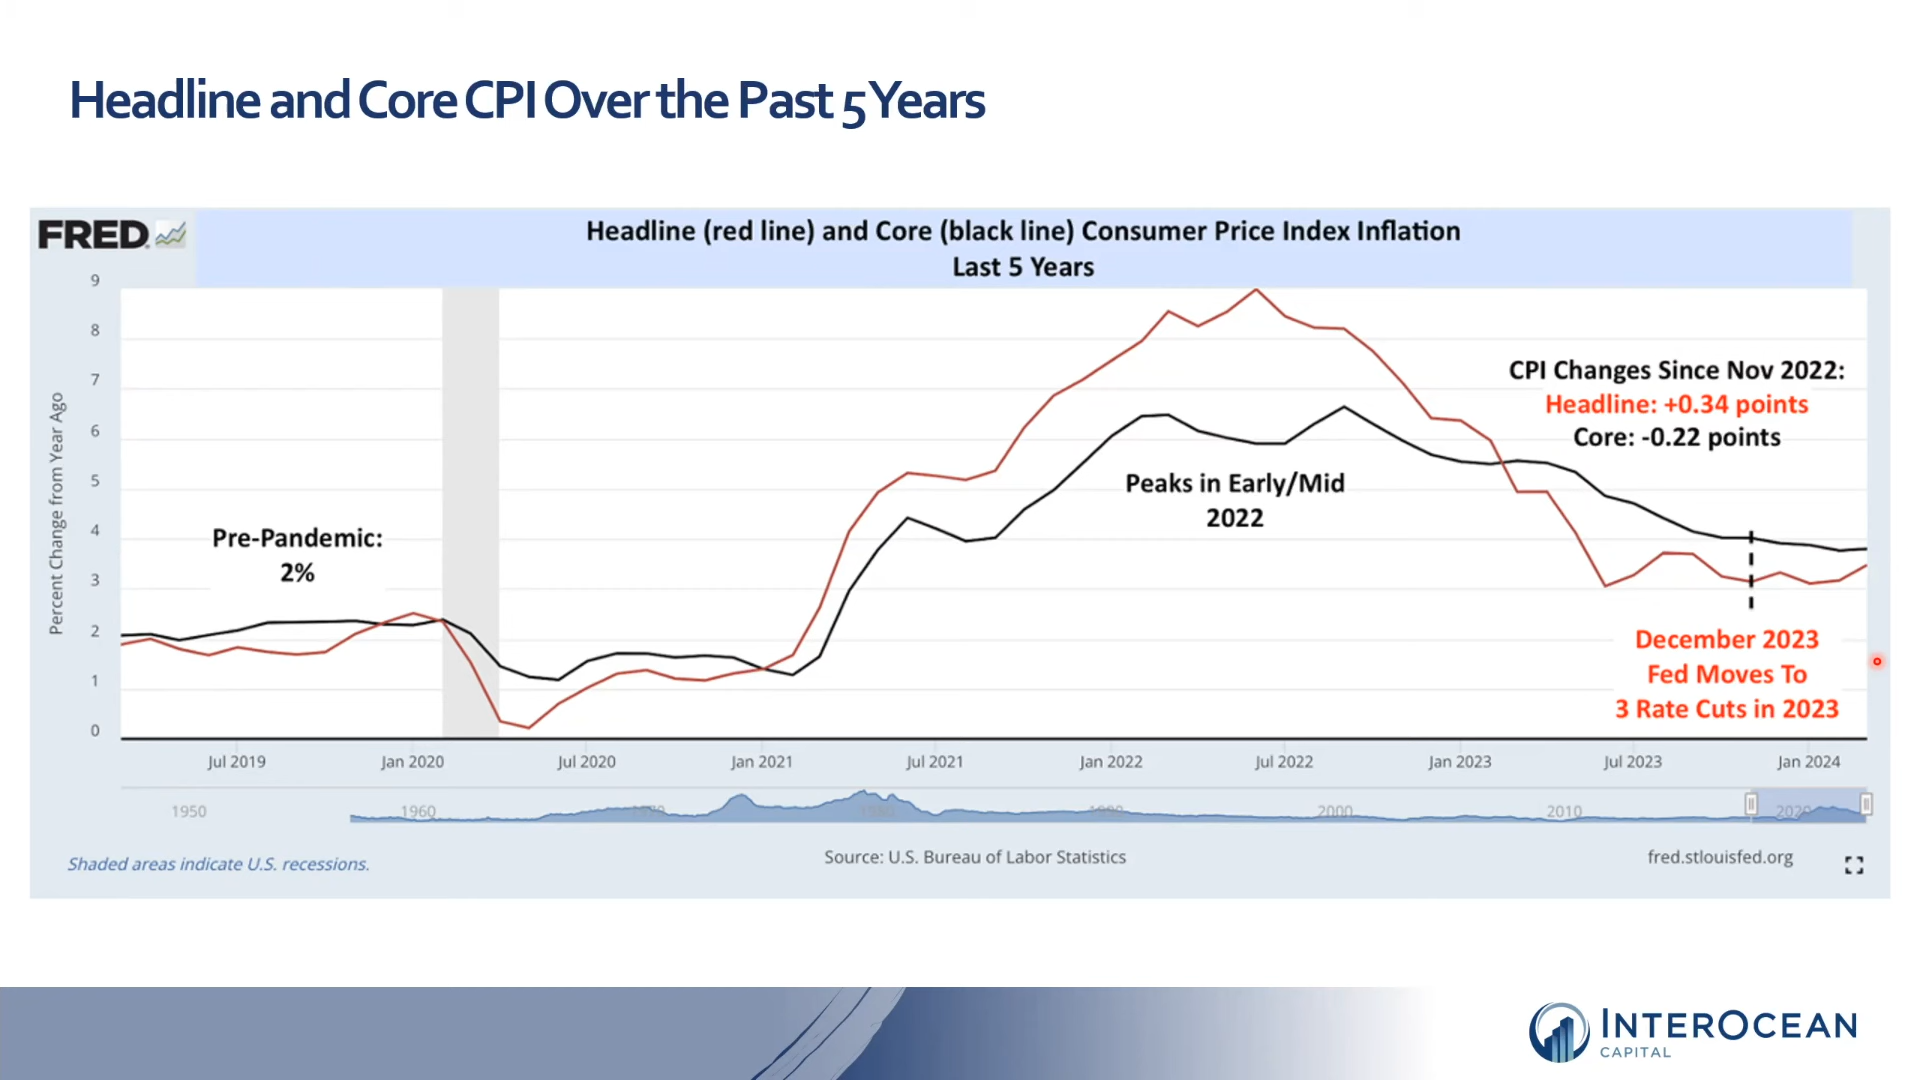 Headline and Core CPI Over the Past 5 Years
FRED
Headline (red line) and Core (black line) Consumer Price Index Inflation
Last 5 Years
Percent Change from Year Ago
9
8
7
6
5
4
3
2
1
0
CPI Changes Since Nov 2022:
Headline: +0.34 points
Core: -0.22 points
Peaks in Early/Mid
2022
Pre-Pandemic:
2%
December 2023
Fed Moves To
3 Rate Cuts in 2023
Jul 2019 Jan 2020 Jul 2020 Jan 2021 Jul 2021 Jan 2022 Jul 2022 Jan 2023 Jul 2023 Jan 2024
1950 1960 1970 1980 1990 2000 2010 2020
Shaded areas indicate U.S. recessions.
Source: U.S. Bureau of Labor Statistics
fred.stlouisfed.org
INTEROCEAN
CAPITAL